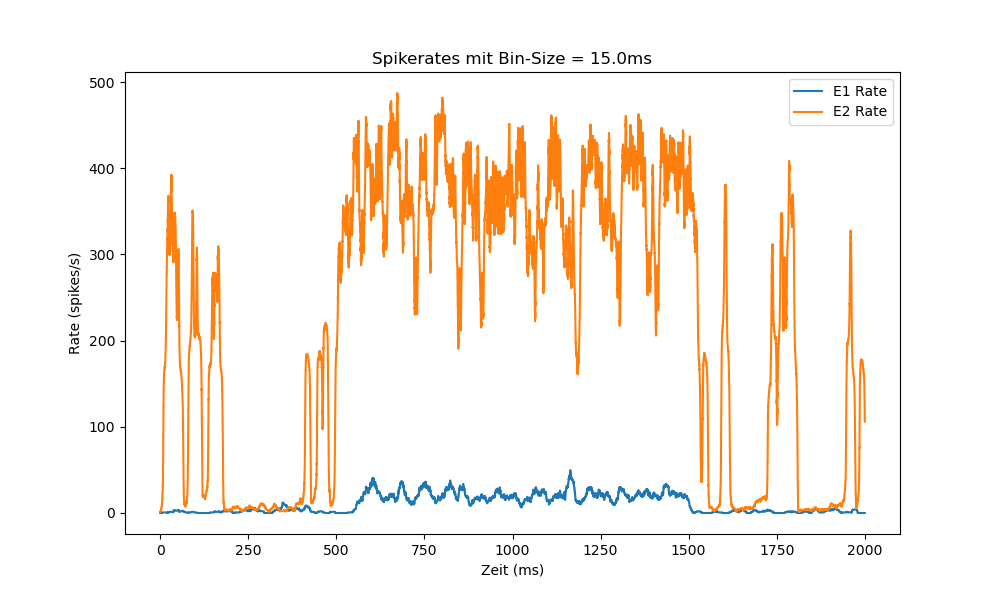 Spikerates mit Bin-Size = 15.0ms
E1 Rate
E2 Rate
500
400
300
200
100
0
Rate (spikes/s)
0 250 500 750 1000 1250 1500 1750 2000
Zeit (ms)